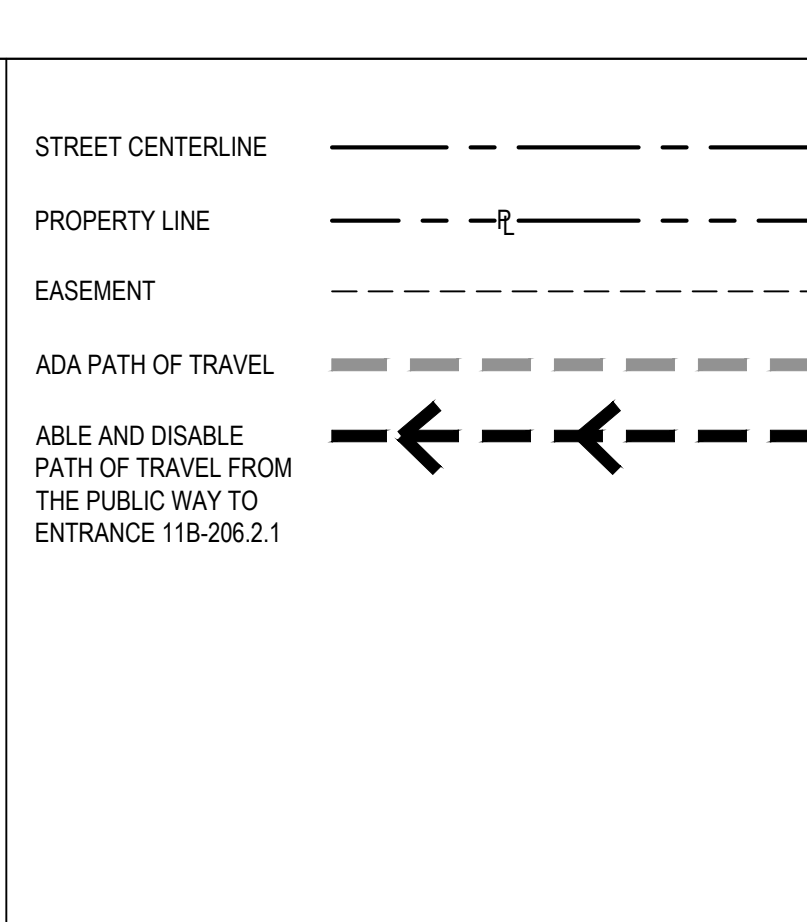 STREET CENTERLINE
PROPERTY LINE
PL
EASEMENT
ADA PATH OF TRAVEL
ABLE AND DISABLE
PATH OF TRAVEL FROM
THE PUBLIC WAY TO
ENTRANCE 11B-206.2.1